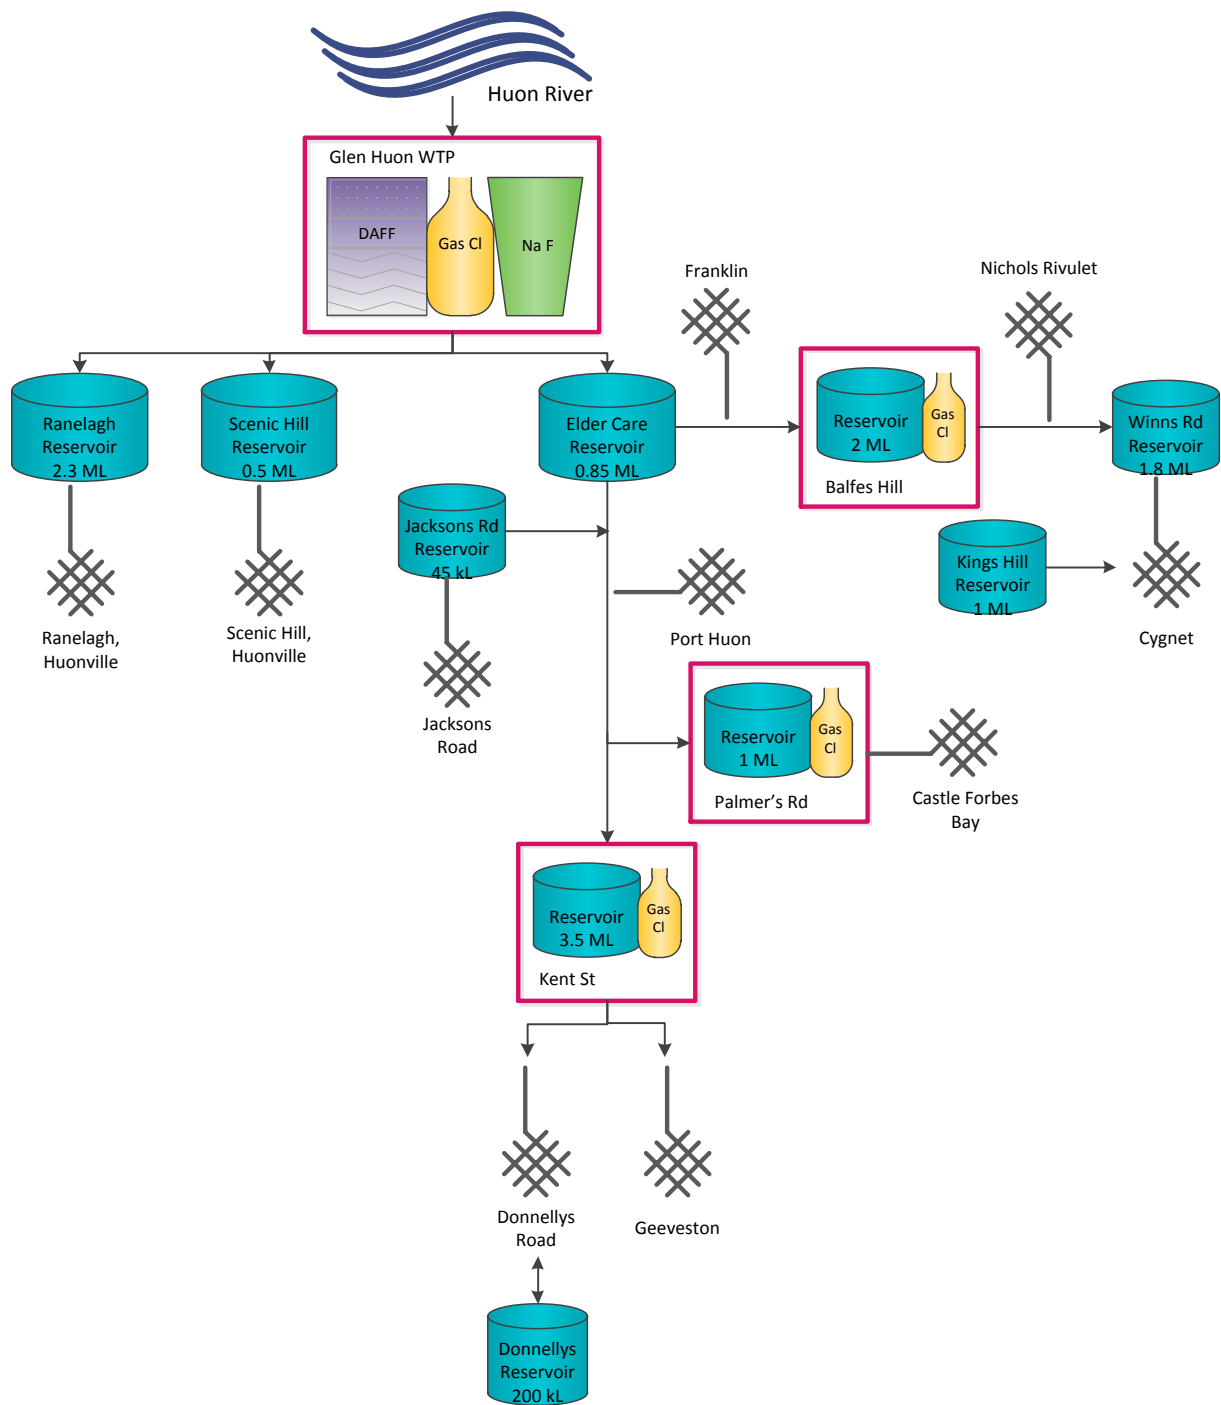 Huon River
Glen Huon WTP
DAFF
Gas Cl
Na F
Franklin
Nichols Rivulet
Ranelagh
Reservoir
2.3 ML
Scenic Hill
Reservoir
0.5 ML
Elder Care
Reservoir
0.85 ML
Reservoir
2 ML
Gas
Cl
Balfes Hill
Winns Rd
Reservoir
1.8 ML
Jacksons Rd
Reservoir
45 kL
Kings Hill
Reservoir
1 ML
Ranelagh,
Huonville
Scenic Hill,
Huonville
Port Huon
Cygnet
Jacksons
Road
Reservoir
1 ML
Gas
Cl
Palmer's Rd
Castle Forbes
Bay
Reservoir
3.5 ML
Gas
Cl
Kent St
Donnellys
Road
Geeveston
Donnellys
Reservoir
200 kL